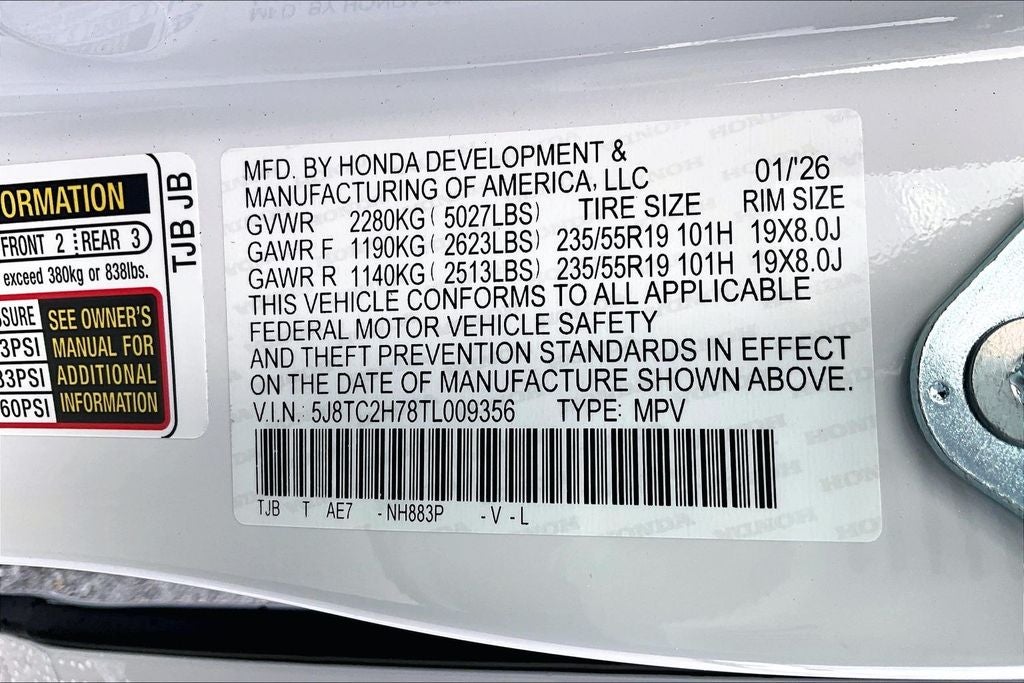 ORMATION
FRONT 2 REAR 3
exceed 380kg or 838lbs.
SSURE
3PSI
33PSI
60PSI
SEE OWNER'S
MANUAL FOR
ADDITIONAL
INFORMATION
TJB JB
MFD. BY HONDA DEVELOPMENT &
MANUFACTURING OF AMERICA, LLC 01/'26
GVWR 2280KG ( 5027LBS) TIRE SIZE RIM SIZE
GAWR F 1190KG ( 2623LBS) 235/55R19 101H 19X8.0J
GAWR R 1140KG ( 2513LBS) 235/55R19 101H 19X8.0J
THIS VEHICLE CONFORMS TO ALL APPLICABLE
FEDERAL MOTOR VEHICLE SAFETY
AND THEFT PREVENTION STANDARDS IN EFFECT
ON THE DATE OF MANUFACTURE SHOWN ABOVE.
V.I.N.: 5J8TC2H78TL009356 TYPE: MPV
TJB T AE7 -NH883P -V-L